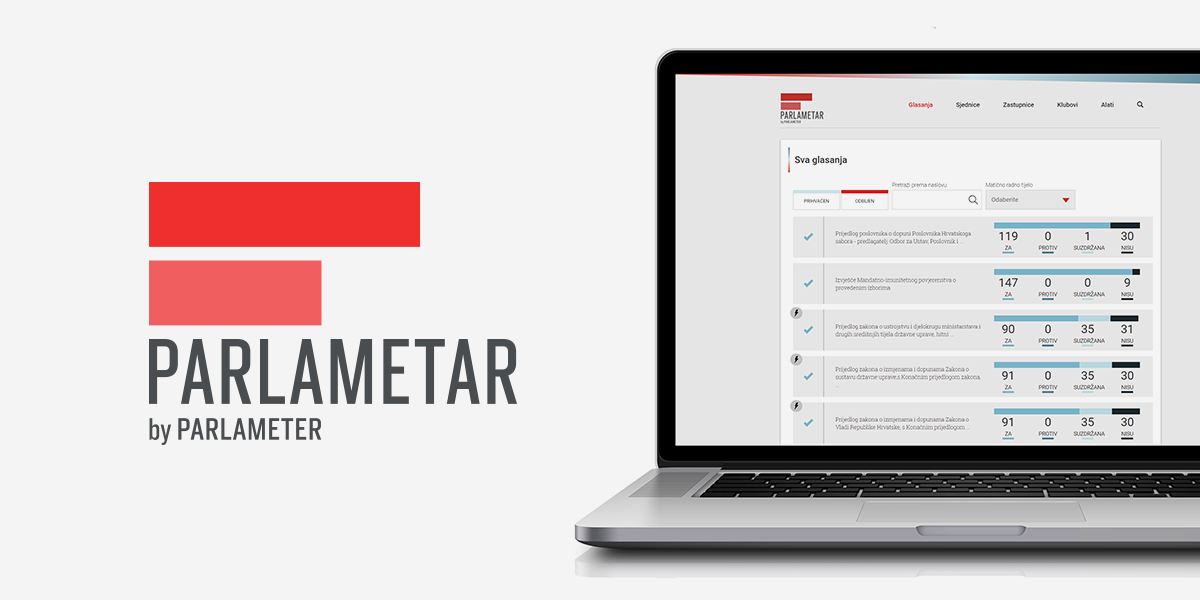 PARLAMETAR
by PARLAMETER
PARLAMETAR
by PARLAMETER
Glasanja Sjednice Zastupnice Klubovi Alati
Sva glasanja
PRIHVAĆEN
ODBIJEN
Pretraži prema naslovu
Matično radno tijelo
Odaberite
Prijedlog poslovnika o dopuni Poslovnika Hrvatskoga
sabora - predlagatelj: Odbor za Ustav, Poslovnik i ...
119 0 1 30
ZA PROTIV SUZDRŽANA NISU
Izvješće Mandatno-imunitetnog povjerenstva o
provedenim izborima
147 0 0 9
ZA PROTIV SUZDRŽANA NISU
Prijedlog zakona o ustrojstvu i djelokrugu ministarstava i
drugih središnjih tijela državne uprave, hitni ...
90 0 35 31
ZA PROTIV SUZDRŽANA NISU
Prijedlog zakona o izmjenama i dopunama Zakona o
sustavu državne uprave,s Konačnim prijedlogom zakona,
...
91 0 35 30
ZA PROTIV SUZDRŽANA NISU
Prijedlog zakona o izmjenama i dopunama Zakona o
Vladi Republike Hrvatske, s Konačnim prijedlogom ...
91 0 35 30
ZA PROTIV SUZDRŽANA NISU